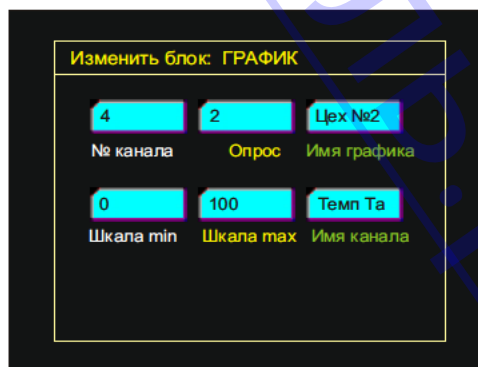 Изменить блок: ГРАФИК
4 2 Цех №2
№ канала Опрос Имя графика
0 100 Темп Та
Шкала min Шкала max Имя канала